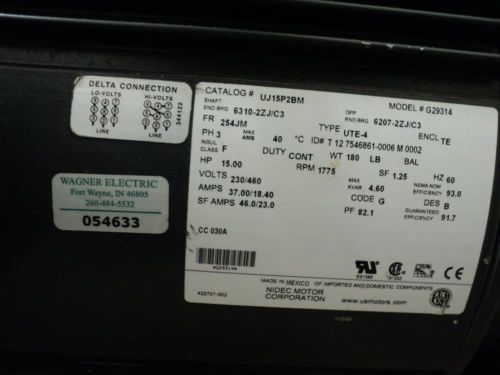 DELTA CONNECTION
LO-VOLTS HI-VOLTS
LINE LINE
344122
WAGNER ELECTRIC
Fort Wayne, IN 46805
260-484-5532
054633
CATALOG # UJ15P2BM MODEL# G29314
SHAFT END BRG 6310-2ZJ/C3 OPP END BRG 6207-2ZJ/C3
FR 254JM TYPE UTE-4 ENCL TE
PH 3 MAX AMB 40 °C ID# T 12 7546861-0006 M 0002
INSUL CLASS F DUTY CONT WT 180 LB BAL
HP 15.00 RPM 1775 SF 1.25 HZ 60
VOLTS 230/460 MAX KVAR 4.60 NEMA NOM EFFICIENCY 93.0
AMPS 37.00/18.40 CODE G DES B
SF AMPS 46.0/23.0 PF 82.1 GUARANTEED EFFICIENCY 91.7
CC 030A
*G29314*
MADE IN MEXICO OF IMPORTED AND DOMESTIC COMPONENTS
422701-002 NIDEC MOTOR CORPORATION www.usmotors.com